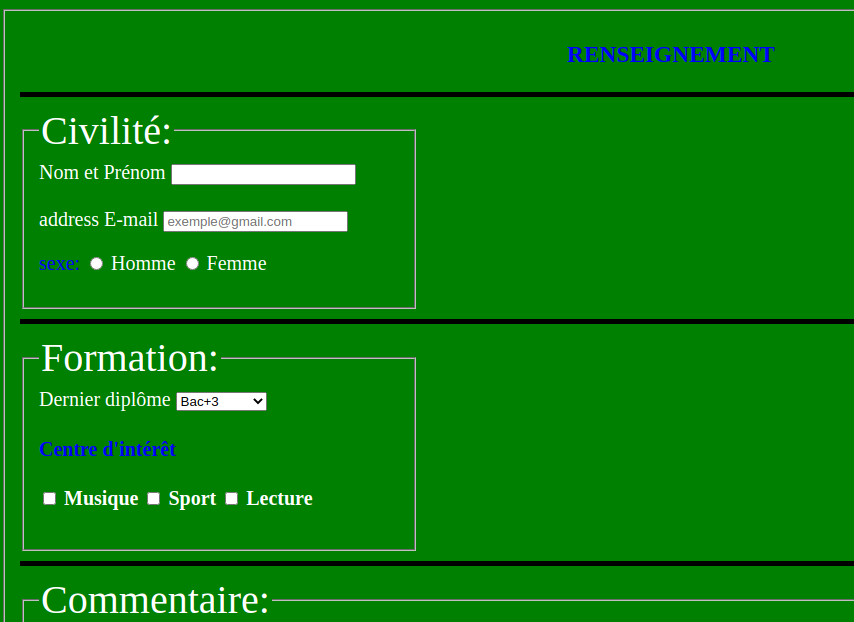 RENSEIGNEMENT
Civilité:
Nom et Prénom
address E-mail exemple@gmail.com
sexe: Homme Femme
Formation:
Dernier diplôme Bac+3
Centre d'intérêt
Musique Sport Lecture
Commentaire: